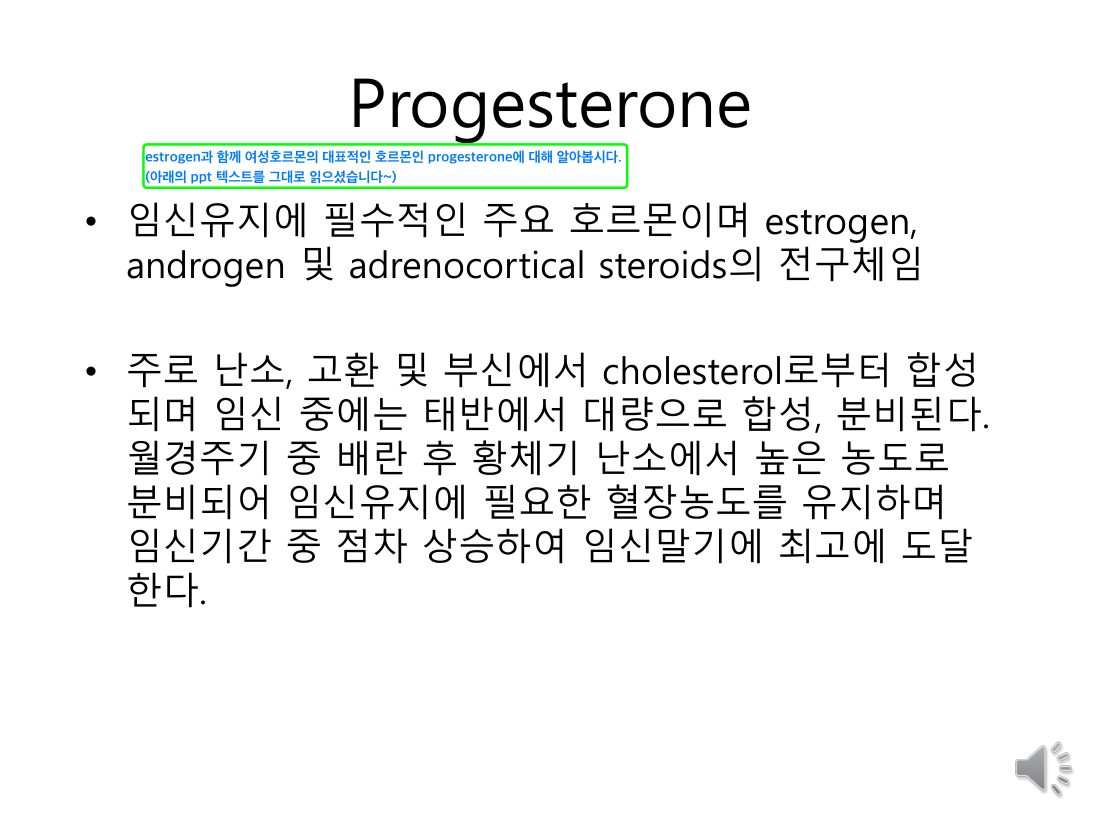 Progesterone
estrogen과 함께 여성호르몬의 대표적인 호르몬인 progesterone에 대해 알아봅시다.
(아래의 ppt 텍스트를 그대로 읽으셨습니다~)
• 임신유지에 필수적인 주요 호르몬이며 estrogen,
androgen 및 adrenocortical steroids의 전구체임
• 주로 난소, 고환 및 부신에서 cholesterol로부터 합성
되며 임신 중에는 태반에서 대량으로 합성, 분비된다.
월경주기 중 배란 후 황체기 난소에서 높은 농도로
분비되어 임신유지에 필요한 혈장농도를 유지하며
임신기간 중 점차 상승하여 임신말기에 최고에 도달
한다.